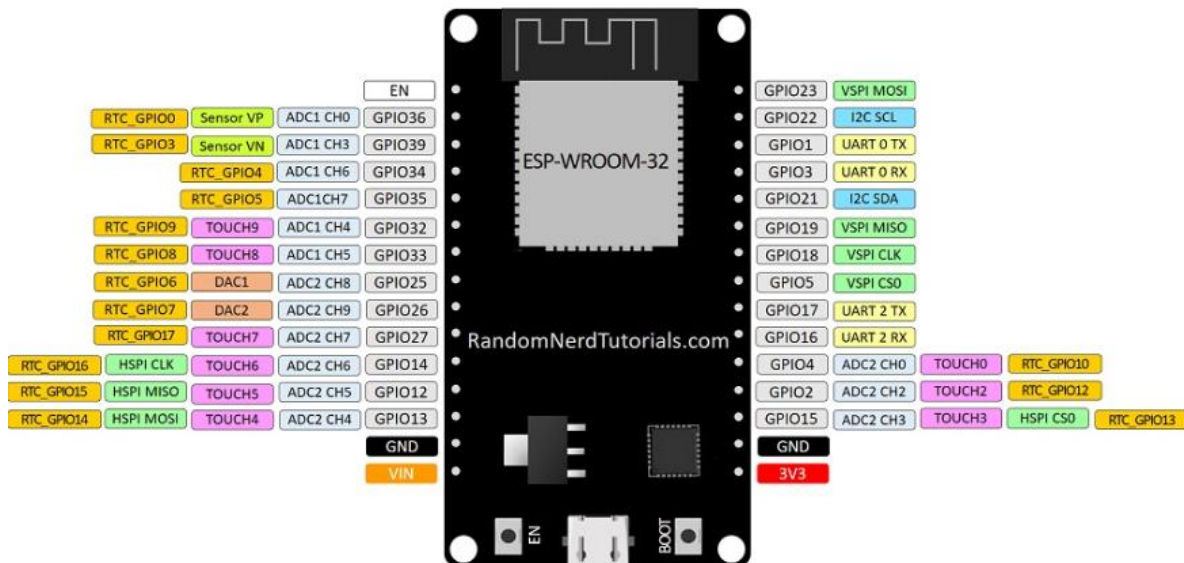 EN GPIO23 VSPI MOSI
RTC_GPIO0 Sensor VP ADC1 CH0 GPIO36 GPIO22 I2C SCL
RTC_GPIO3 Sensor VN ADC1 CH3 GPIO39 GPIO1 UART 0 TX
RTC_GPIO4 ADC1 CH6 GPIO34 ESP-WROOM-32 GPIO3 UART 0 RX
RTC_GPIO5 ADC1CH7 GPIO35 GPIO21 I2C SDA
RTC_GPIO9 TOUCH9 ADC1 CH4 GPIO32 GPIO19 VSPI MISO
RTC_GPIO8 TOUCH8 ADC1 CH5 GPIO33 GPIO18 VSPI CLK
RTC_GPIO6 DAC1 ADC2 CH8 GPIO25 GPIO5 VSPI CS0
RTC_GPIO7 DAC2 ADC2 CH9 GPIO26 GPIO17 UART 2 TX
RTC_GPIO17 TOUCH7 ADC2 CH7 GPIO27 RandomNerdTutorials.com GPIO16 UART 2 RX
RTC_GPIO16 HSPI CLK TOUCH6 ADC2 CH6 GPIO14 GPIO4 ADC2 CH0 TOUCH0 RTC_GPIO10
RTC_GPIO15 HSPI MISO TOUCH5 ADC2 CH5 GPIO12 GPIO2 ADC2 CH2 TOUCH2 RTC_GPIO12
RTC_GPIO14 HSPI MOSI TOUCH4 ADC2 CH4 GPIO13 GPIO15 ADC2 CH3 TOUCH3 HSPI CS0 RTC_GPIO13
GND GND
VIN 3V3
EN BOOT